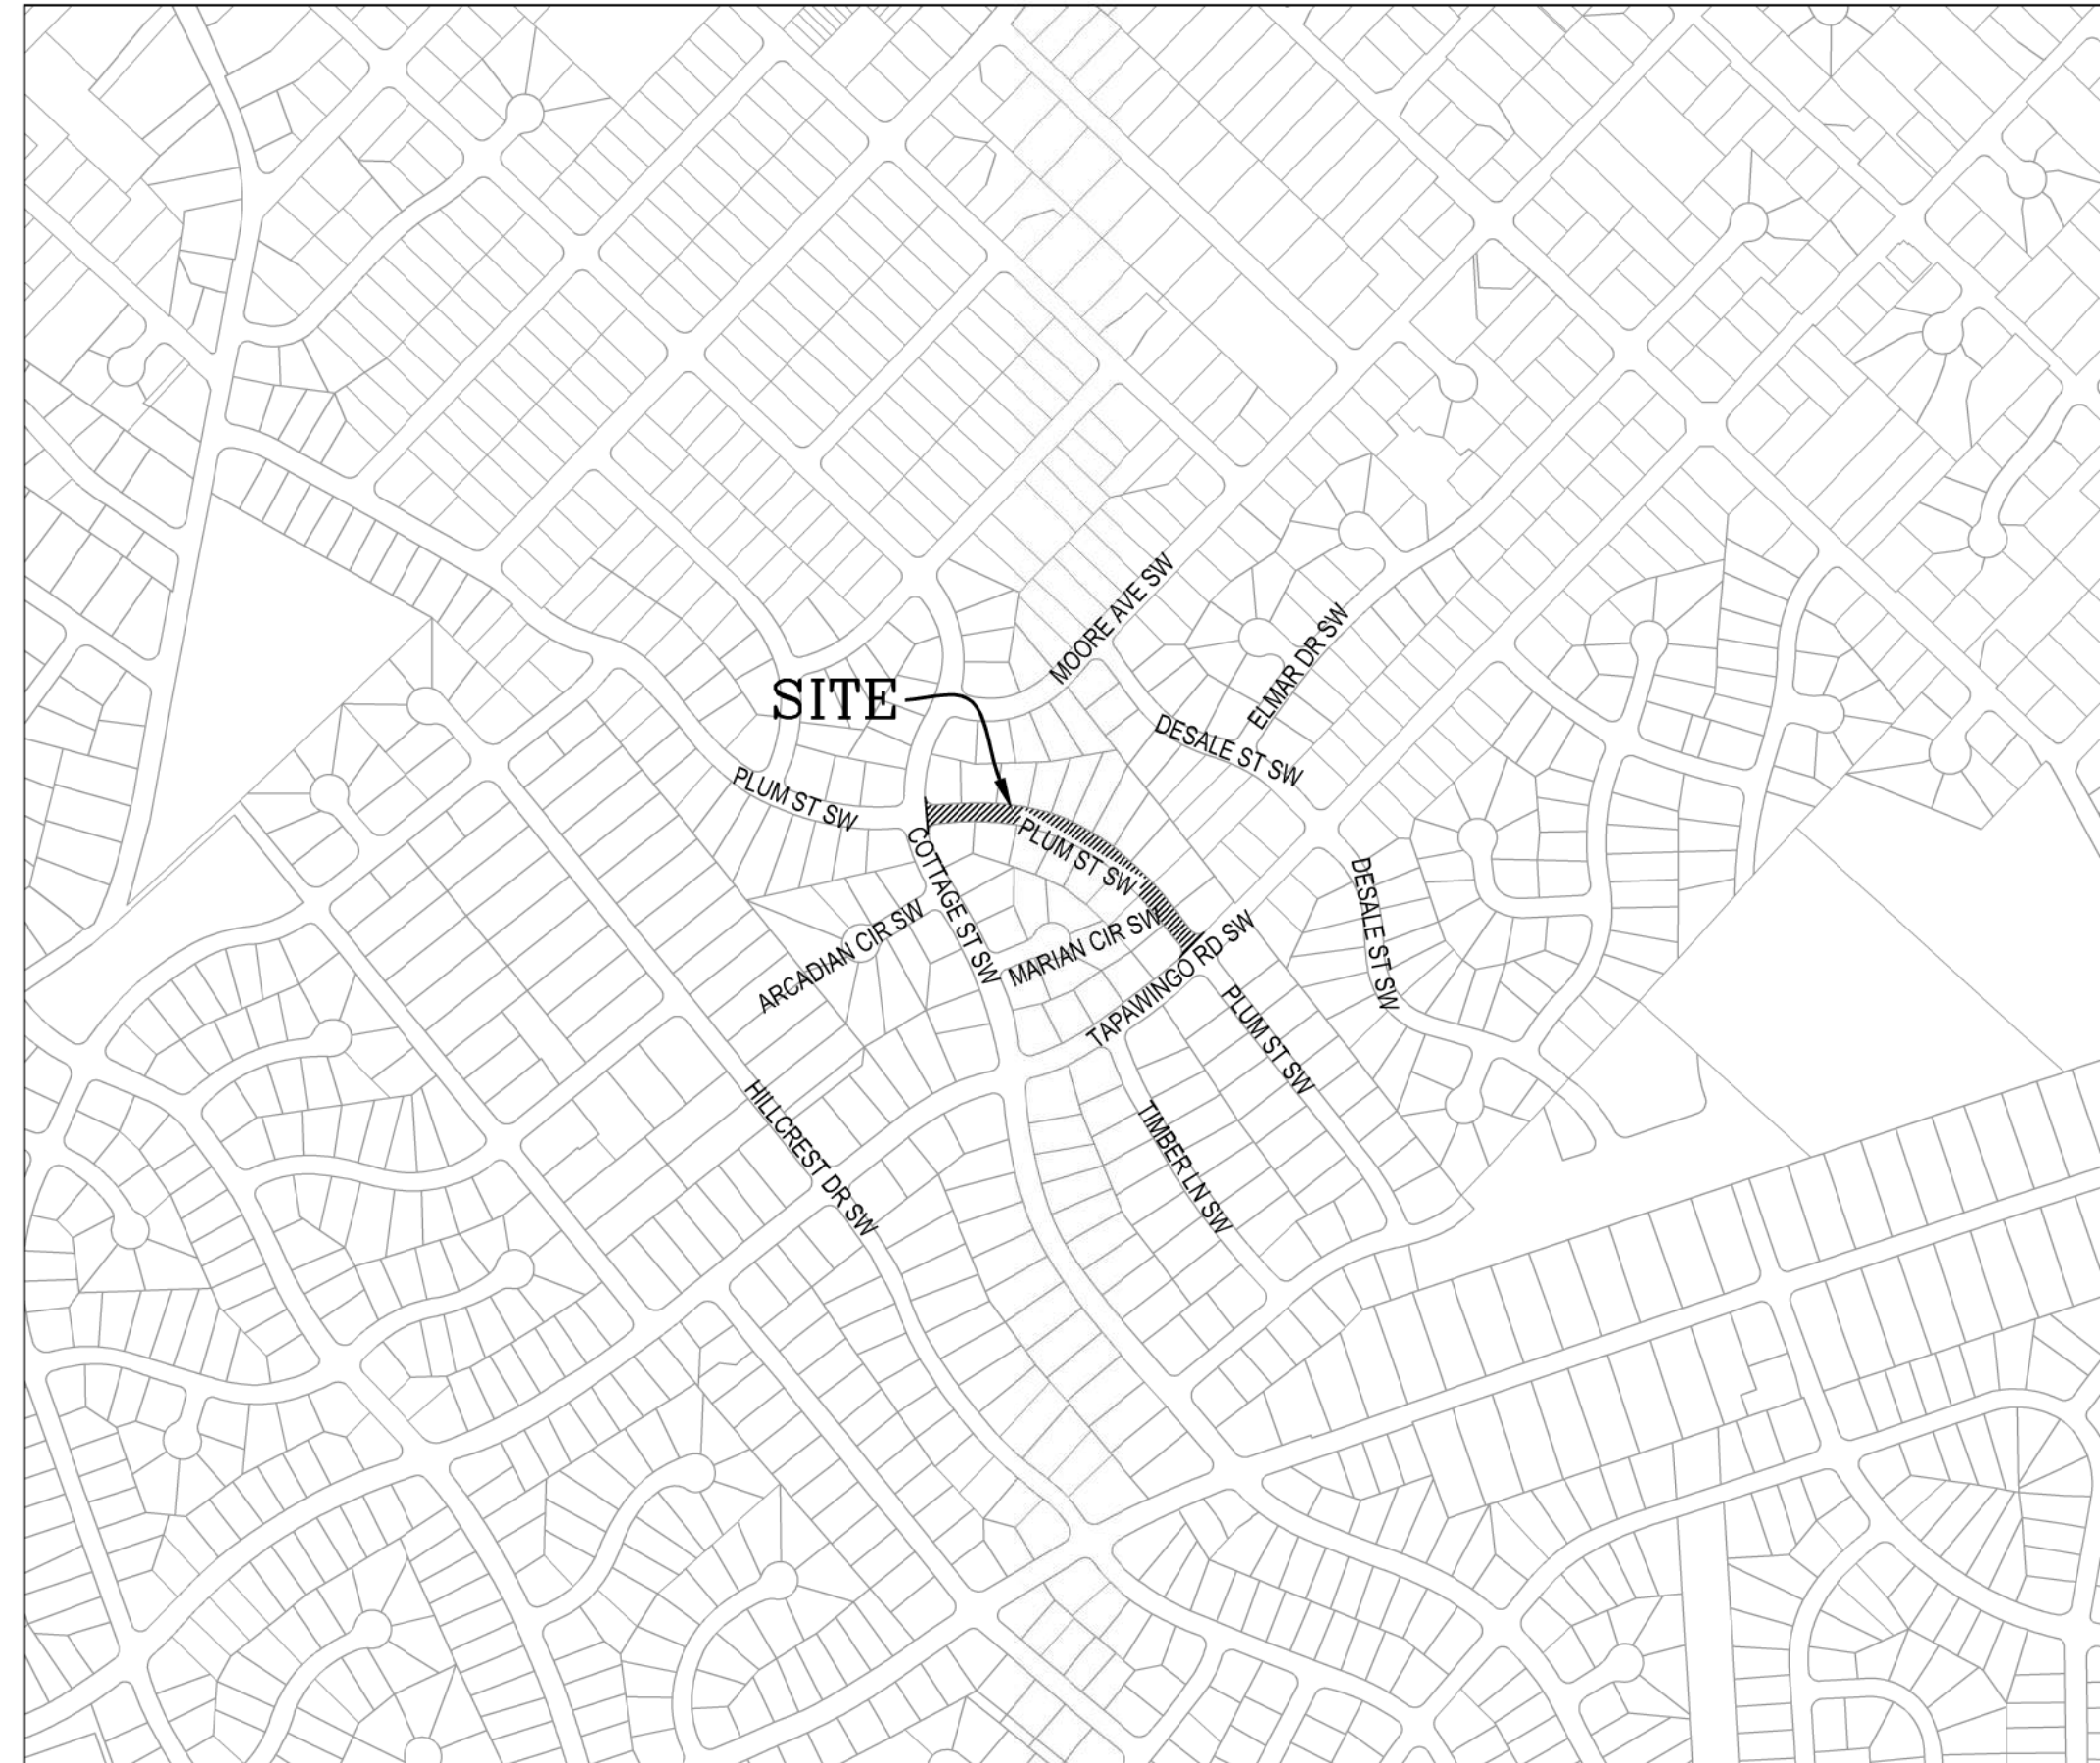 MOORE AVE SW
ELMAR DR SW
SITE
DESALE ST SW
PLUM ST SW
PLUM ST SW
COTTAGE ST SW
DESALE ST SW
ARCADIAN CIR SW
MARIAN CIR SW
TAPAWINGO RD SW
PLUM ST SW
HILLCREST DR SW
TIMBER LN SW